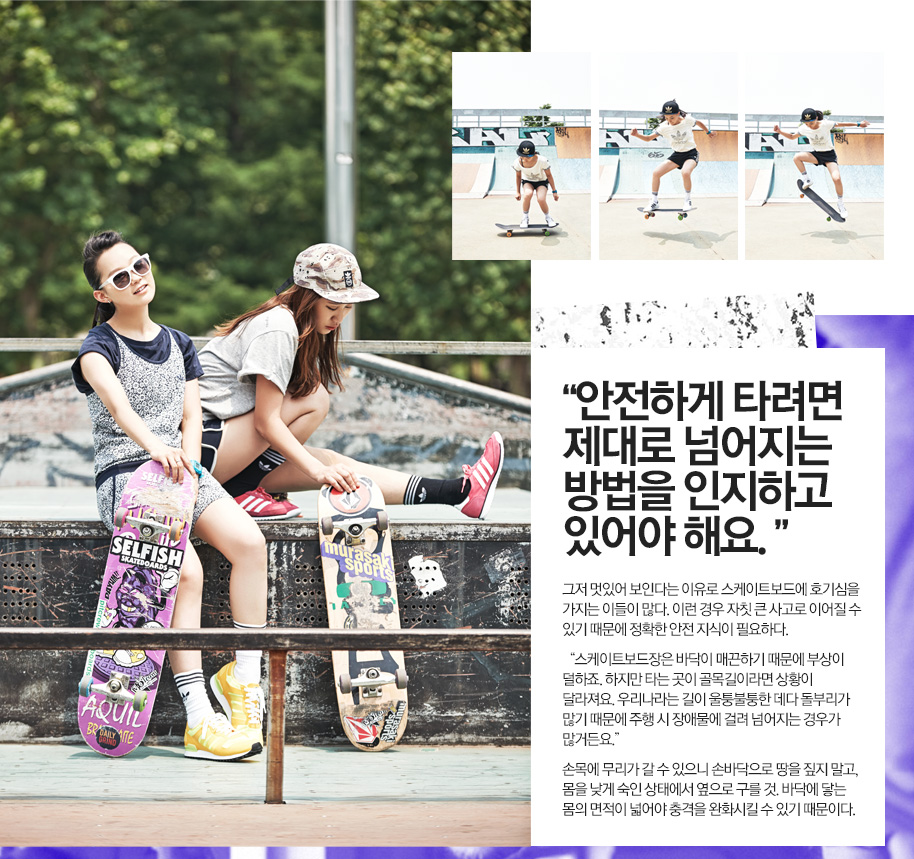 “안전하게 타려면
제대로 넘어지는
방법을 인지하고
있어야 해요. ”
그저 멋있어 보인다는 이유로 스케이트보드에 호기심을
가지는 이들이 많다. 이런 경우 자칫 큰 사고로 이어질 수
있기 때문에 정확한 안전 지식이 필요하다.
“스케이트보드장은 바닥이 매끈하기 때문에 부상이
덜하죠. 하지만 타는 곳이 골목길이라면 상황이
달라져요. 우리나라는 길이 울퉁불퉁한 데다 돌부리가
많기 때문에 주행 시 장애물에 걸려 넘어지는 경우가
많거든요.”
손목에 무리가 갈 수 있으니 손바닥으로 땅을 짚지 말고,
몸을 낮게 숙인 상태에서 옆으로 구를 것. 바닥에 닿는
몸의 면적이 넓어야 충격을 완화시킬 수 있기 때문이다.
SELFISH
SKATEBOARDS
AQUIL
DAILY
murasaki
sports